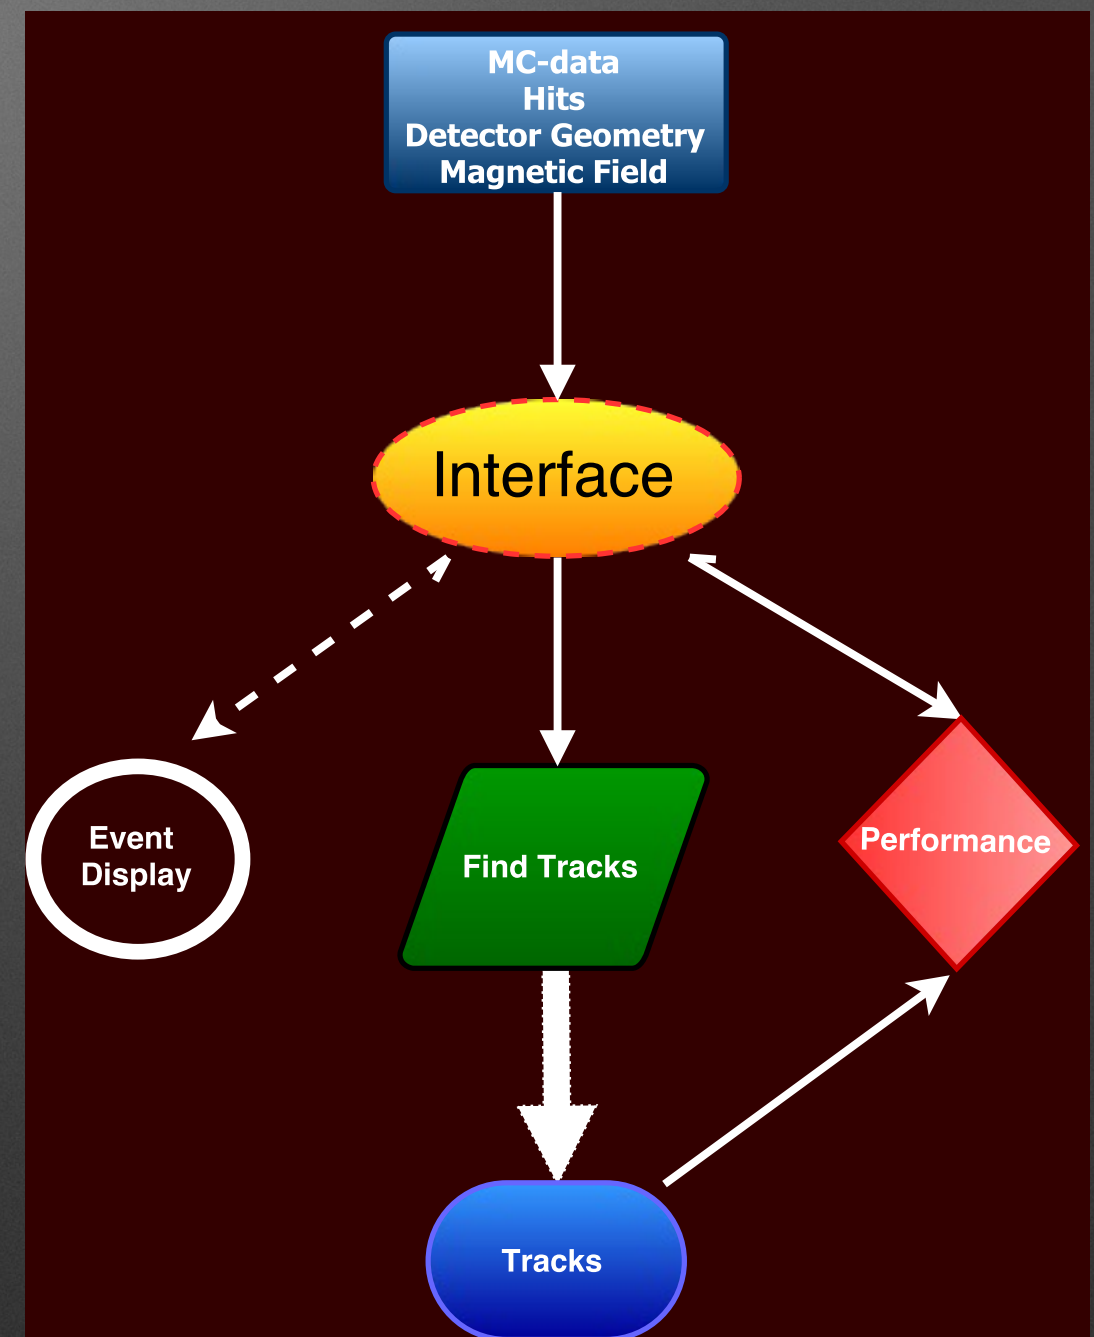 MC-data
Hits
Detector Geometry
Magnetic Field
Interface
Event
Display
Find Tracks
Performance
Tracks